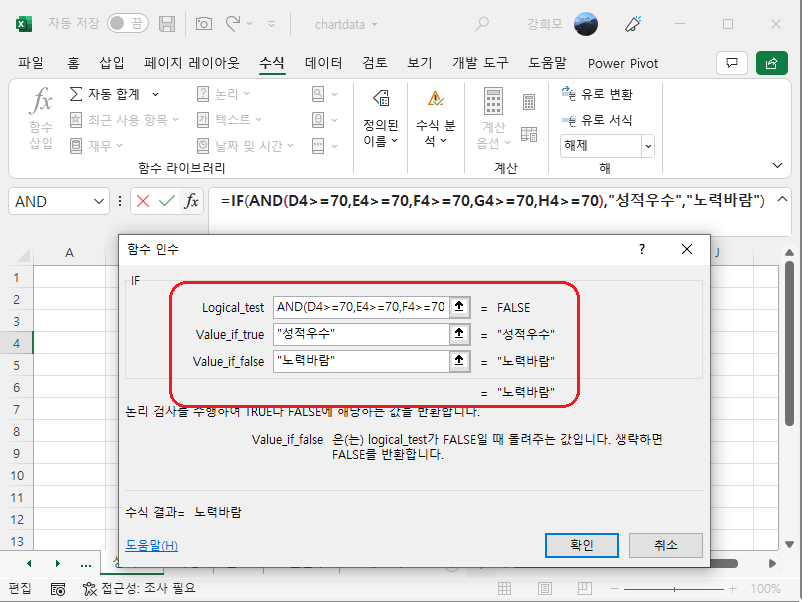 자동 저장 끔 chartdata 강희모
파일 홈 삽입 페이지 레이아웃 수식 데이터 검토 보기 개발 도구 도움말 Power Pivot
fx 함수 삽입
자동 합계
최근 사용 항목
재무
논리
텍스트
날짜 및 시간
함수 라이브러리
정의된 이름
수식 분석
계산 옵션
계산
유로 변환
유로 서식
해제
해
AND fx =IF(AND(D4>=70,E4>=70,F4>=70,G4>=70,H4>=70),"성적우수","노력바람")
함수 인수 ?
A J
1
2
3
4
5
6
7
8
9
10
11
12
13
IF
Logical_test AND(D4>=70,E4>=70,F4>=70 = FALSE
Value_if_true "성적우수" = "성적우수"
Value_if_false "노력바람" = "노력바람"
= "노력바람"
논리 검사를 수행하여 TRUE나 FALSE에 해당하는 값을 반환합니다.
Value_if_false 은(는) logical_test가 FALSE일 때 돌려주는 값입니다. 생략하면
FALSE를 반환합니다.
수식 결과= 노력바람
도움말(H) 확인 취소
...
편집 접근성: 조사 필요 100%